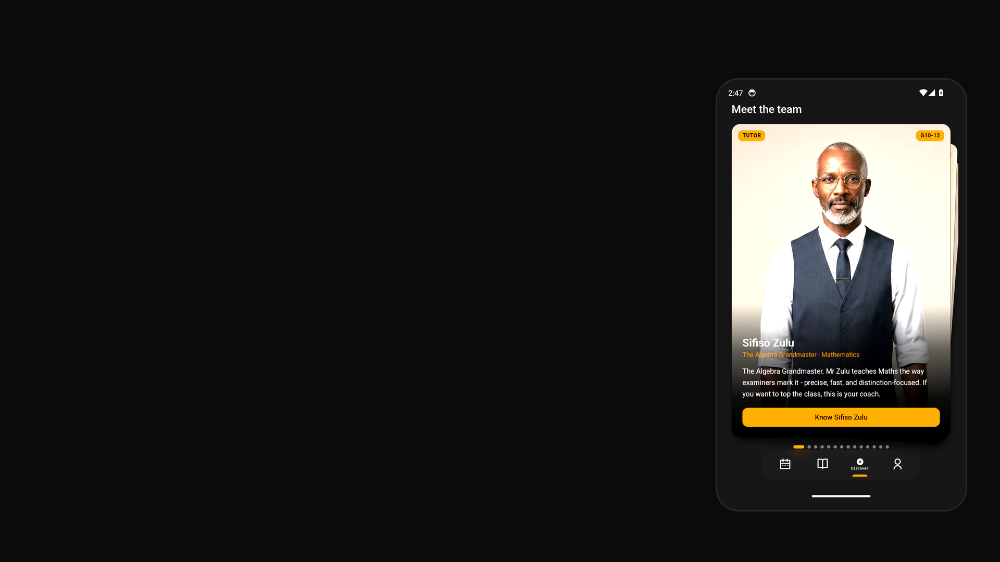 2:47
Meet the team
TUTOR
G10-12
Sifiso Zulu
The Algebra Grandmaster · Mathematics
The Algebra Grandmaster. Mr Zulu teaches Maths the way
examiners mark it - precise, fast, and distinction-focused. If
you want to top the class, this is your coach.
Know Sifiso Zulu
Discover